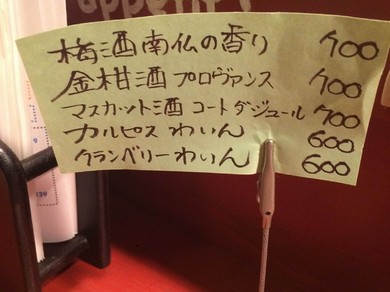 appetit!
梅酒南仏の香り 700
金柑酒プロヴァンス 700
マスカット酒 コートダジュール 700
カルピスわいん 600
クランベリーわいん 600
139